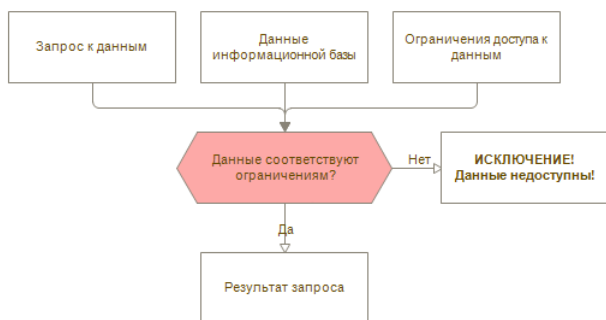 Запрос к данным
Данные
информационной базы
Ограничения доступа к
данным
Данные соответствуют
ограничениям?
Нет
ИСКЛЮЧЕНИЕ!
Данные недоступны!
Да
Результат запроса